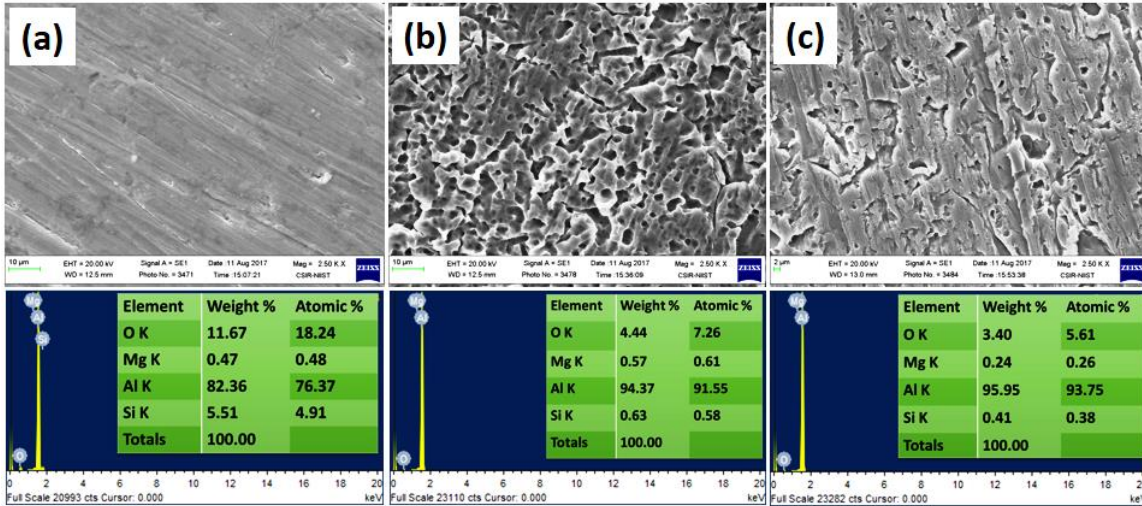 (a)
10 µm EHT = 20.00 kV Signal A = SE1 Date :11 Aug 2017 Mag = 2.50 K X
WD = 12.5 mm Photo No. = 3471 Time :15:07:21 CSIR-NIIST ZEISS
(b)
10 µm EHT = 20.00 kV Signal A = SE1 Date :11 Aug 2017 Mag = 2.50 K X
WD = 12.5 mm Photo No. = 3478 Time :15:36:09 CSIR-NIIST ZEISS
(c)
2 µm EHT = 20.00 kV Signal A = SE1 Date :11 Aug 2017 Mag = 2.50 K X
WD = 13.0 mm Photo No. = 3484 Time :15:53:38 CSIR-NIIST ZEISS
Mg
Al
Si
O
Element Weight % Atomic %
O K 11.67 18.24
Mg K 0.47 0.48
Al K 82.36 76.37
Si K 5.51 4.91
Totals 100.00
0 2 4 6 8 10 12 14 16 18 20
Full Scale 20993 cts Cursor: 0.000 keV
Mg
Al
O
Element Weight % Atomic %
O K 4.44 7.26
Mg K 0.57 0.61
Al K 94.37 91.55
Si K 0.63 0.58
Totals 100.00
0 2 4 6 8 10 12 14 16 18 20
Full Scale 23110 cts Cursor: 0.000 keV
Mg
Al
O
Element Weight % Atomic %
O K 3.40 5.61
Mg K 0.24 0.26
Al K 95.95 93.75
Si K 0.41 0.38
Totals 100.00
0 2 4 6 8 10 12 14 16 18 20
Full Scale 23282 cts Cursor: 0.000 keV